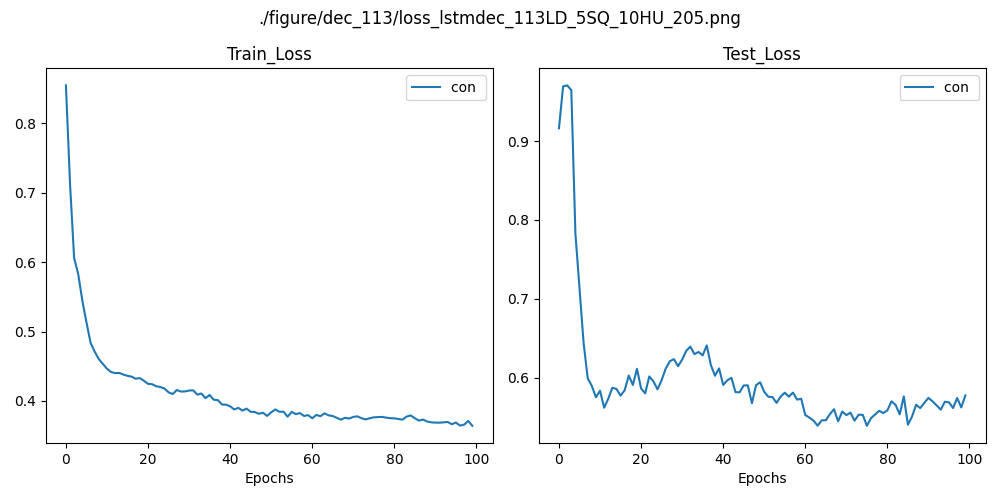 ./figure/dec_113/loss_lstmdec_113LD_5SQ_10HU_205.png
Train_Loss
con
0.8
0.7
0.6
0.5
0.4
0 20 40 60 80 100
Epochs
Test_Loss
con
0.9
0.8
0.7
0.6
0 20 40 60 80 100
Epochs